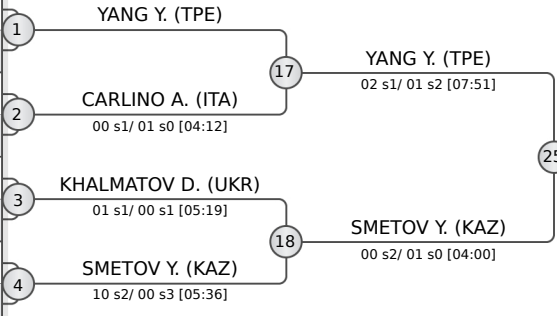 YANG Y. (TPE)
1
17
YANG Y. (TPE)
02 s1/ 01 s2 [07:51]
CARLINO A. (ITA)
2
00 s1/ 01 s0 [04:12]
25
KHALMATOV D. (UKR)
3
01 s1/ 00 s1 [05:19]
18
SMETOV Y. (KAZ)
00 s2/ 01 s0 [04:00]
SMETOV Y. (KAZ)
4
10 s2/ 00 s3 [05:36]